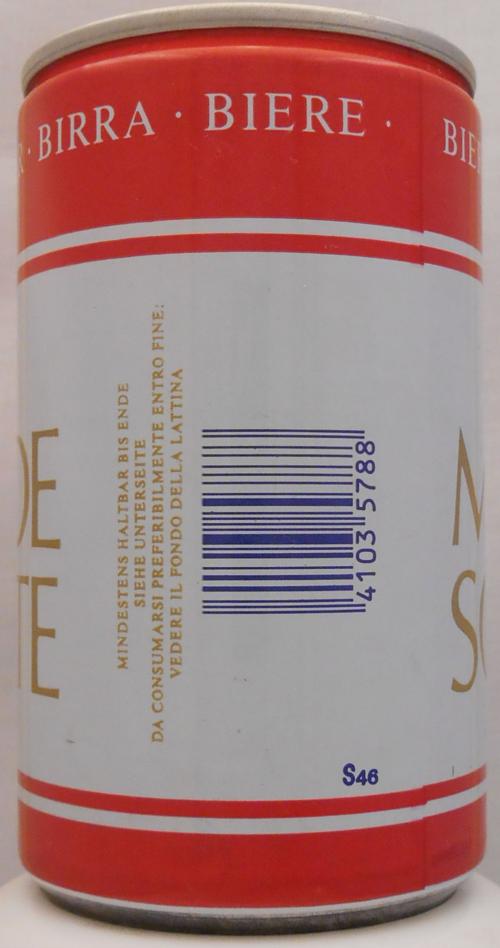 · BIRRA · BIERE ·
MINDESTENS HALTBAR BIS ENDE
SIEHE UNTERSEITE
DA CONSUMARSI PREFERIBILMENTE ENTRO FINE:
VEDERE IL FONDO DELLA LATTINA
4103 5788
S46